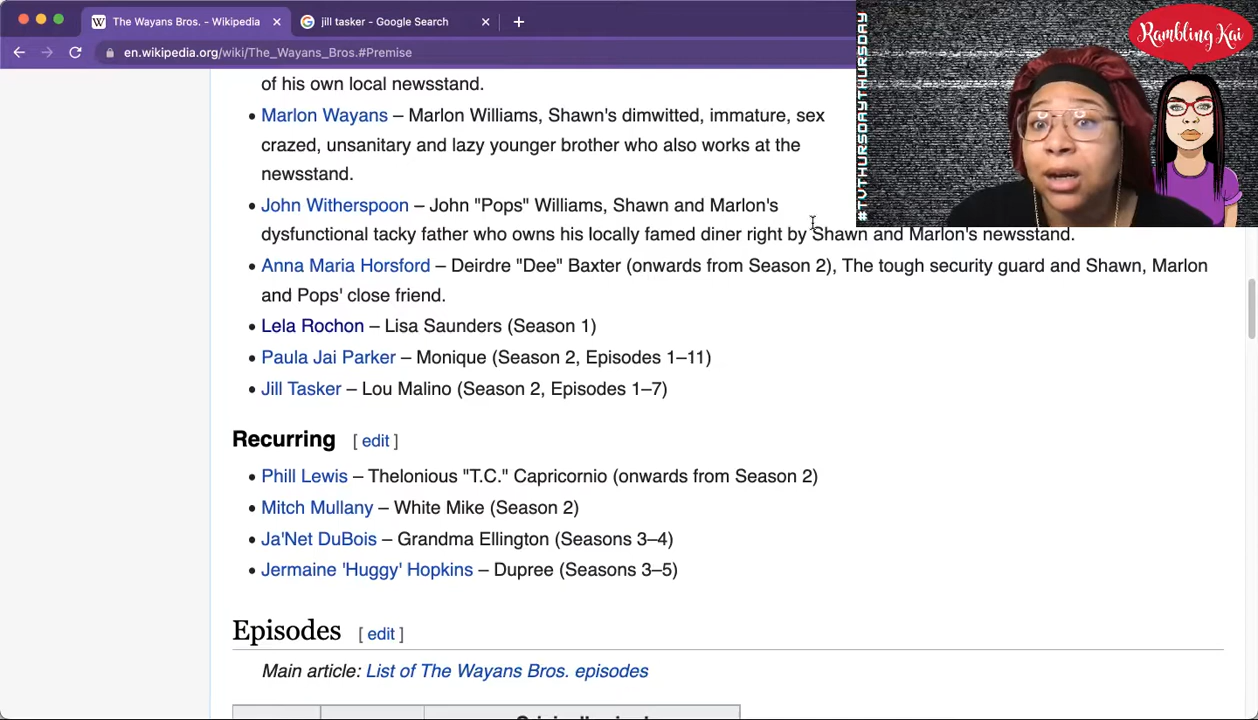 The Wayans Bros. - Wikipedia
jill tasker - Google Search
en.wikipedia.org/wiki/The_Wayans_Bros.#Premise
#TVTHURSDAYTHURSDAY
Rambling Kai
of his own local newsstand.
• Marlon Wayans – Marlon Williams, Shawn's dimwitted, immature, sex
crazed, unsanitary and lazy younger brother who also works at the
newsstand.
• John Witherspoon – John "Pops" Williams, Shawn and Marlon's
dysfunctional tacky father who owns his locally famed diner right by Shawn and Marlon's newsstand.
• Anna Maria Horsford – Deirdre "Dee" Baxter (onwards from Season 2), The tough security guard and Shawn, Marlon
and Pops' close friend.
• Lela Rochon – Lisa Saunders (Season 1)
• Paula Jai Parker – Monique (Season 2, Episodes 1–11)
• Jill Tasker – Lou Malino (Season 2, Episodes 1–7)
Recurring [ edit ]
• Phill Lewis – Thelonious "T.C." Capricornio (onwards from Season 2)
• Mitch Mullany – White Mike (Season 2)
• Ja'Net DuBois – Grandma Ellington (Seasons 3–4)
• Jermaine 'Huggy' Hopkins – Dupree (Seasons 3–5)
Episodes [ edit ]
Main article: List of The Wayans Bros. episodes